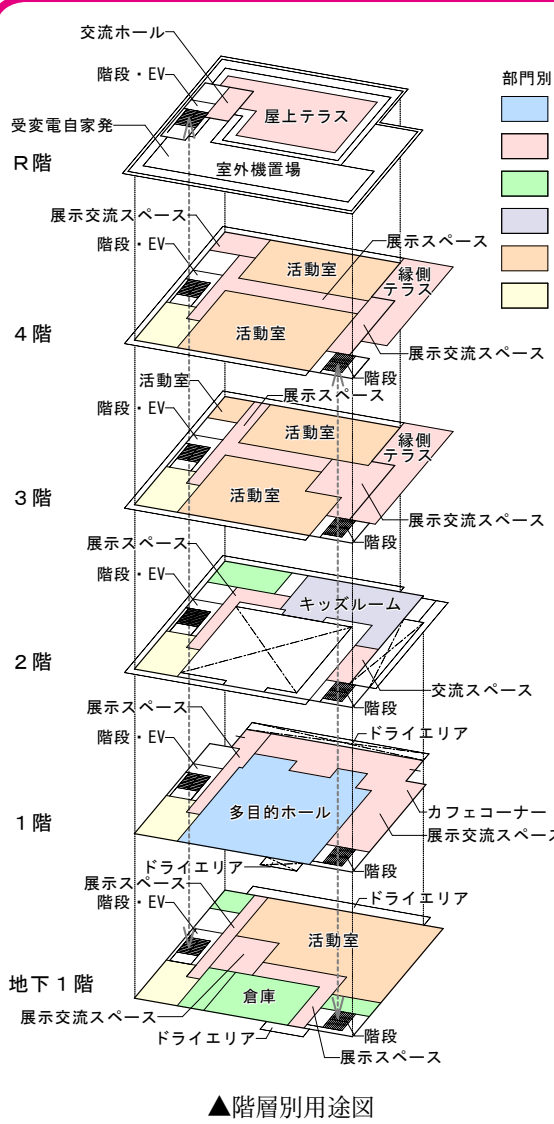 交流ホール
部門別
階段・EV
屋上テラス
受変電自家発
室外機置場
R階
展示交流スペース
展示スペース
階段・EV
活動室
縁側
テラス
活動室
4階
展示交流スペース
階段
活動室
展示スペース
階段・EV
活動室
縁側
テラス
活動室
3階
展示交流スペース
階段
展示スペース
階段・EV
キッズルーム
2階
交流スペース
階段
展示スペース
ドライエリア
階段・EV
多目的ホール
カフェコーナー
1階
展示交流スペース
ドライエリア
階段
展示スペース
ドライエリア
階段・EV
活動室
地下1階
倉庫
展示交流スペース
ドライエリア
階段
展示スペース
▲階層別用途図